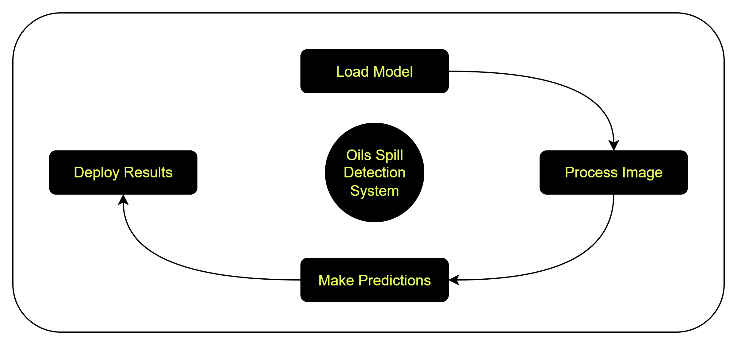 Load Model
Oils Spill
Detection
System
Deploy Results
Process Image
Make Predictions